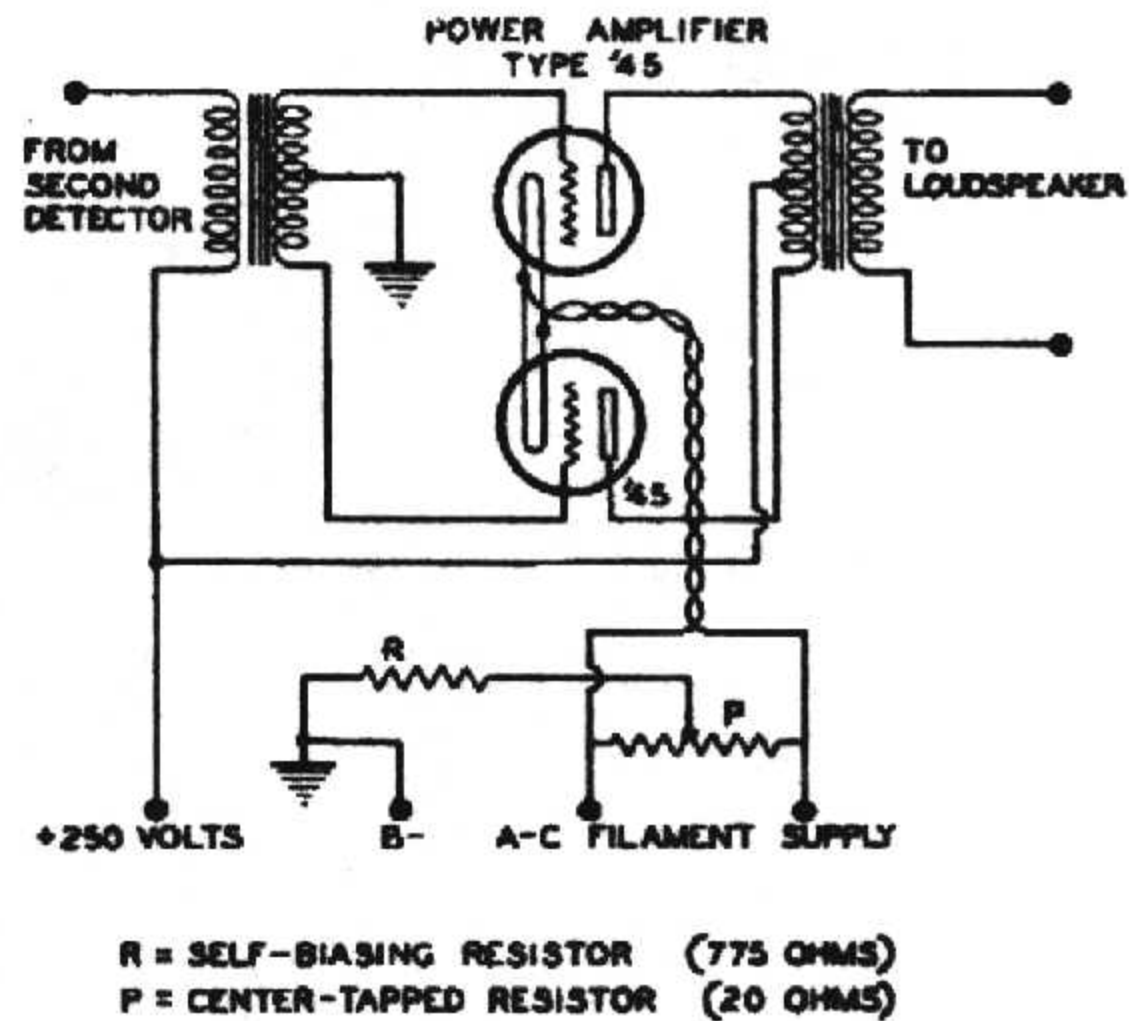 POWER AMPLIFIER
TYPE '45
FROM
SECOND
DETECTOR
TO
LOUDSPEAKER
'45
R
P
+250 VOLTS
B-
A-C FILAMENT SUPPLY
R = SELF-BIASING RESISTOR (775 OHMS)
P = CENTER-TAPPED RESISTOR (20 OHMS)